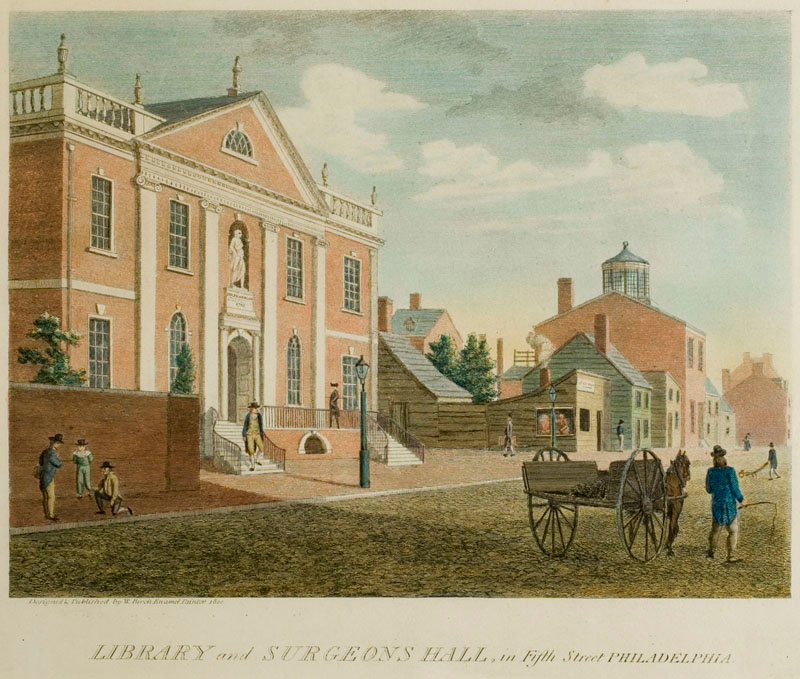 Designed & Published by W. Birch Enamel Painter 1800.
LIBRARY and SURGEONS HALL, in Fifth Street PHILADELPHIA.